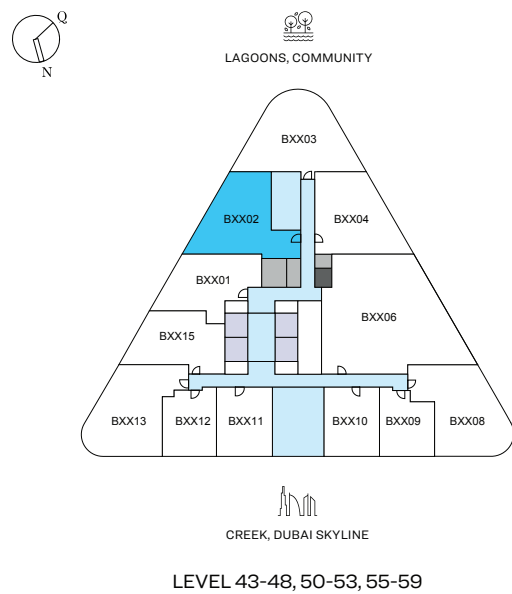 Q
N
LAGOONS, COMMUNITY
BXX03
BXX02
BXX04
BXX01
BXX06
BXX15
BXX13
BXX12
BXX11
BXX10
BXX09
BXX08
CREEK, DUBAI SKYLINE
LEVEL 43-48, 50-53, 55-59